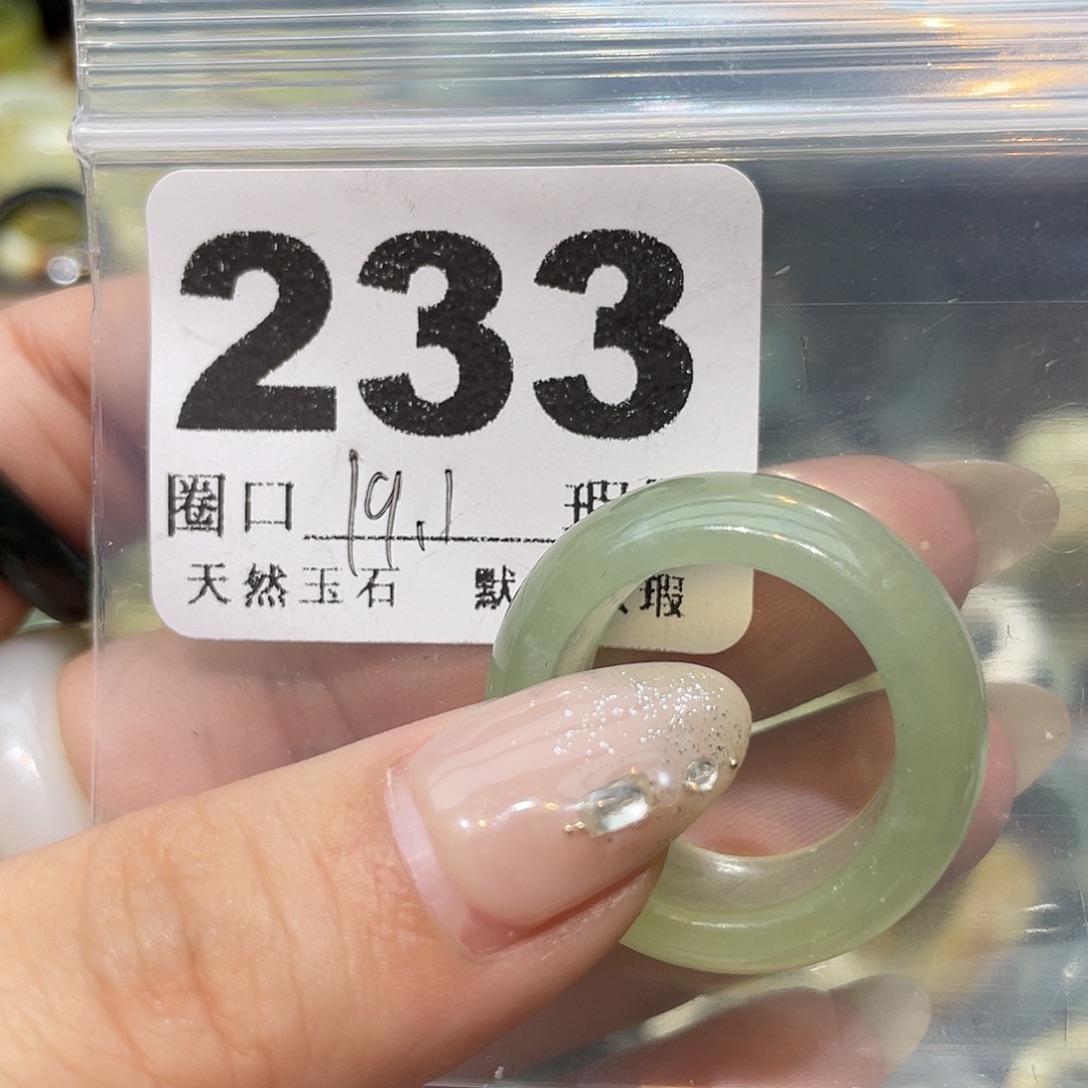 233
圈口 19.1
天然玉石 默 瑕